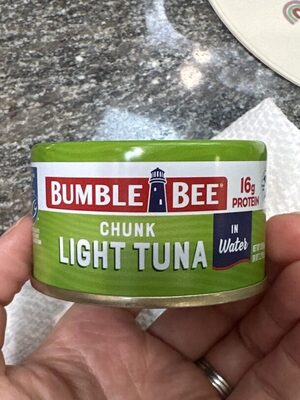 BUMBLE BEE®
16g
PROTEIN
CHUNK
LIGHT TUNA
IN
Water